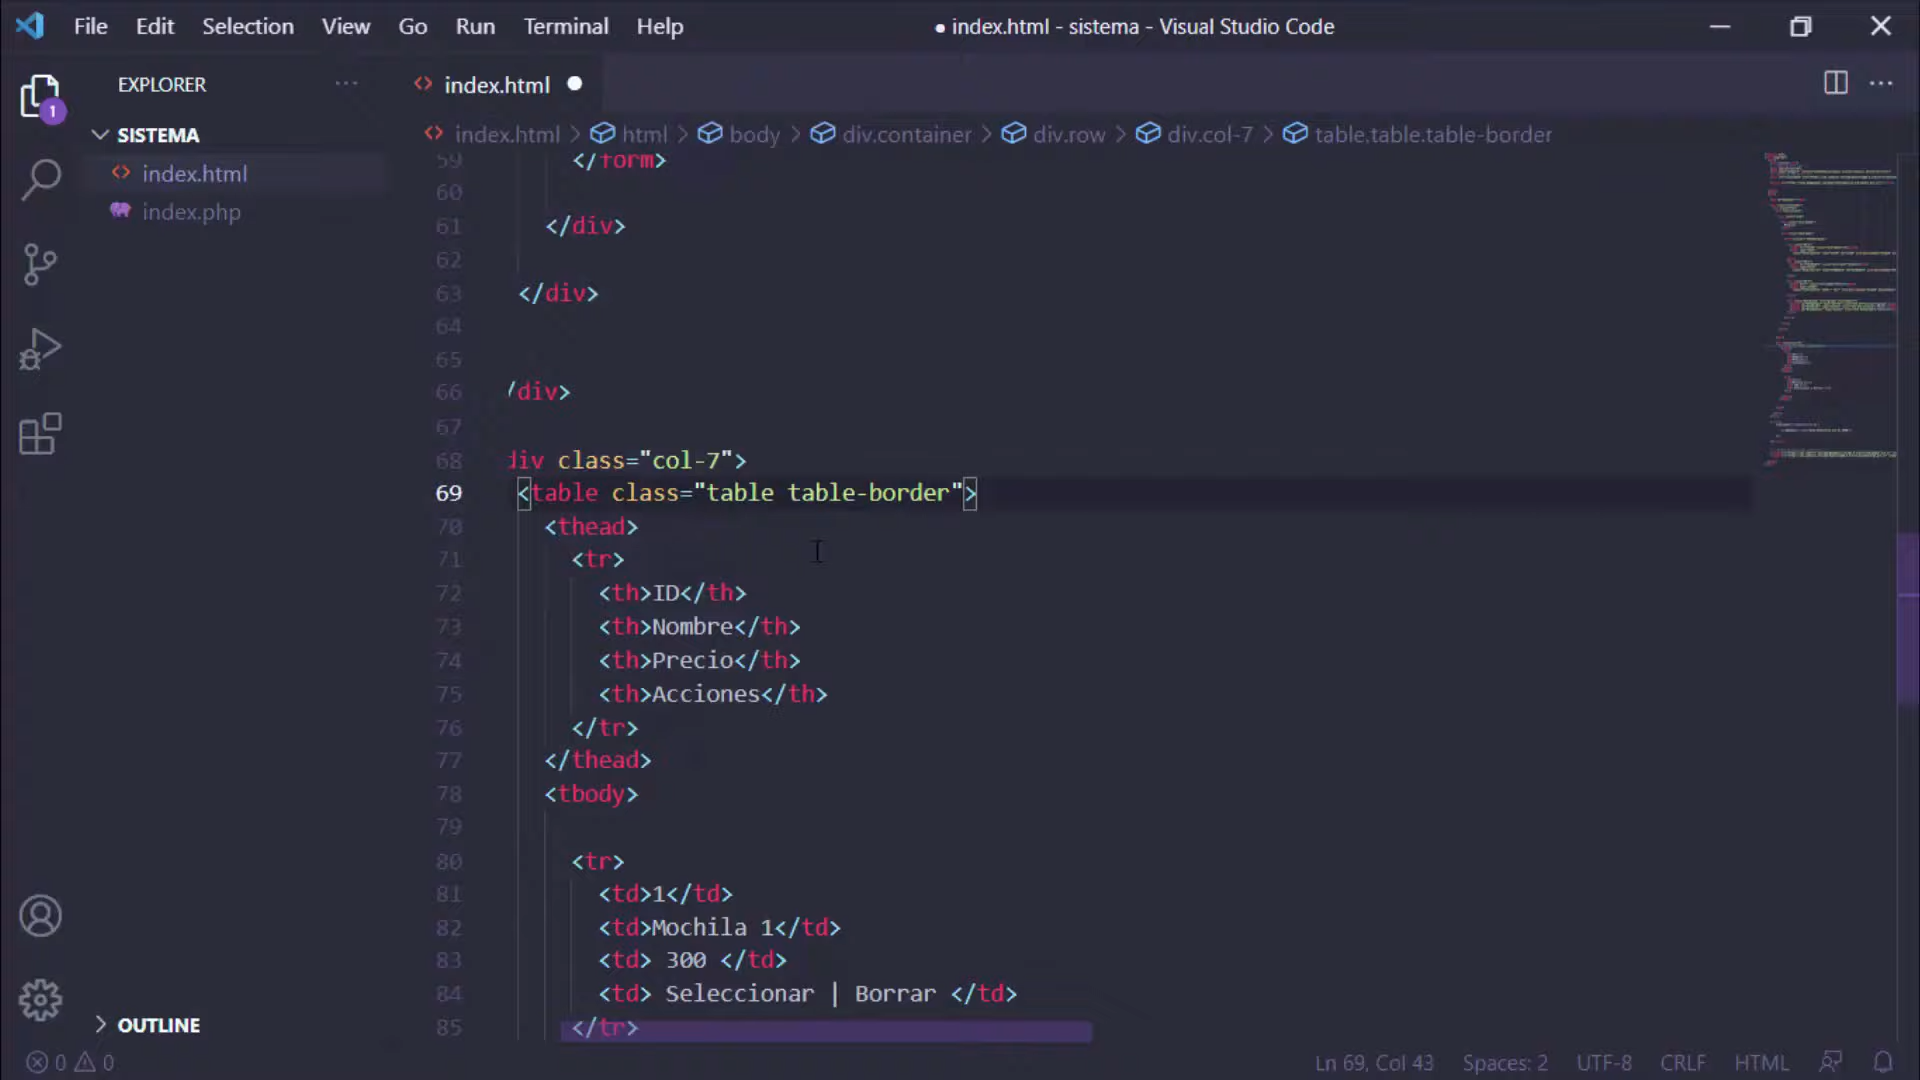 File Edit Selection View Go Run Terminal Help
● index.html - sistema - Visual Studio Code
EXPLORER
SISTEMA
index.html
index.php
OUTLINE
1
index.html
index.html > html > body > div.container > div.row > div.col-7 > table.table.table-border
59 </form>
60
61 </div>
62
63 </div>
64
65
66 /div>
67
68 div class="col-7">
69 <table class="table table-border">
70 <thead>
71 <tr>
72 <th>ID</th>
73 <th>Nombre</th>
74 <th>Precio</th>
75 <th>Acciones</th>
76 </tr>
77 </thead>
78 <tbody>
79
80 <tr>
81 <td>1</td>
82 <td>Mochila 1</td>
83 <td> 300 </td>
84 <td> Seleccionar | Borrar </td>
85 </tr>
0 0
Ln 69, Col 43 Spaces: 2 UTF-8 CRLF HTML